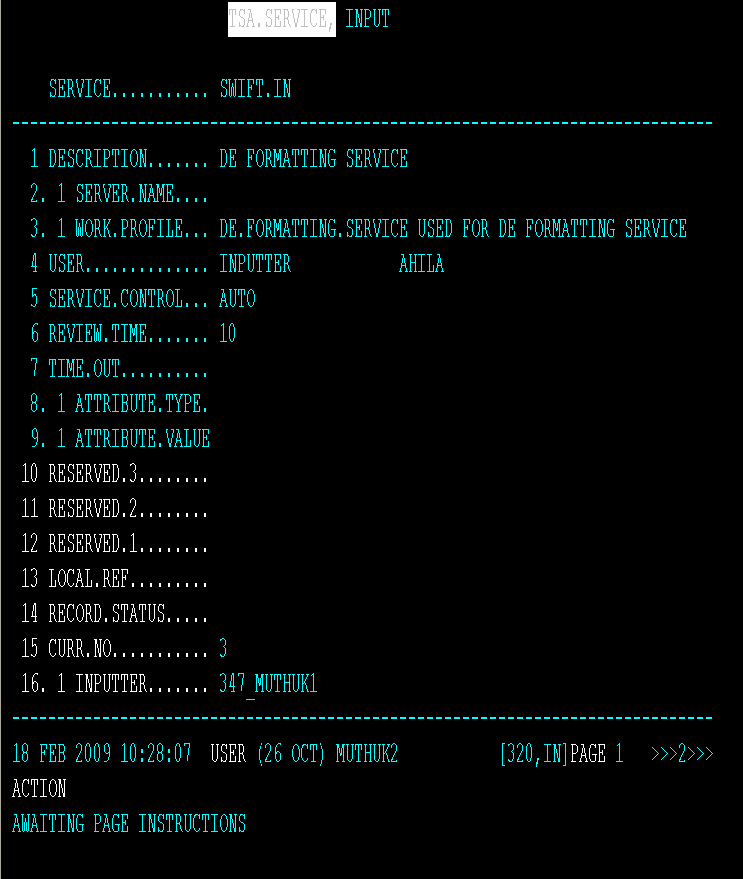 TSA.SERVICE, INPUT
SERVICE........... SWIFT.IN
--------------------------------------------------------------------------------
1 DESCRIPTION....... DE FORMATTING SERVICE
2. 1 SERVER.NAME....
3. 1 WORK.PROFILE... DE.FORMATTING.SERVICE USED FOR DE FORMATTING SERVICE
4 USER.............. INPUTTER AHILA
5 SERVICE.CONTROL... AUTO
6 REVIEW.TIME....... 10
7 TIME.OUT..........
8. 1 ATTRIBUTE.TYPE.
9. 1 ATTRIBUTE.VALUE
10 RESERVED.3........
11 RESERVED.2........
12 RESERVED.1........
13 LOCAL.REF.........
14 RECORD.STATUS.....
15 CURR.NO........... 3
16. 1 INPUTTER....... 347_MUTHUK1
--------------------------------------------------------------------------------
18 FEB 2009 10:28:07 USER (26 OCT) MUTHUK2 [320,IN]PAGE 1 >>>2>>>
ACTION
AWAITING PAGE INSTRUCTIONS